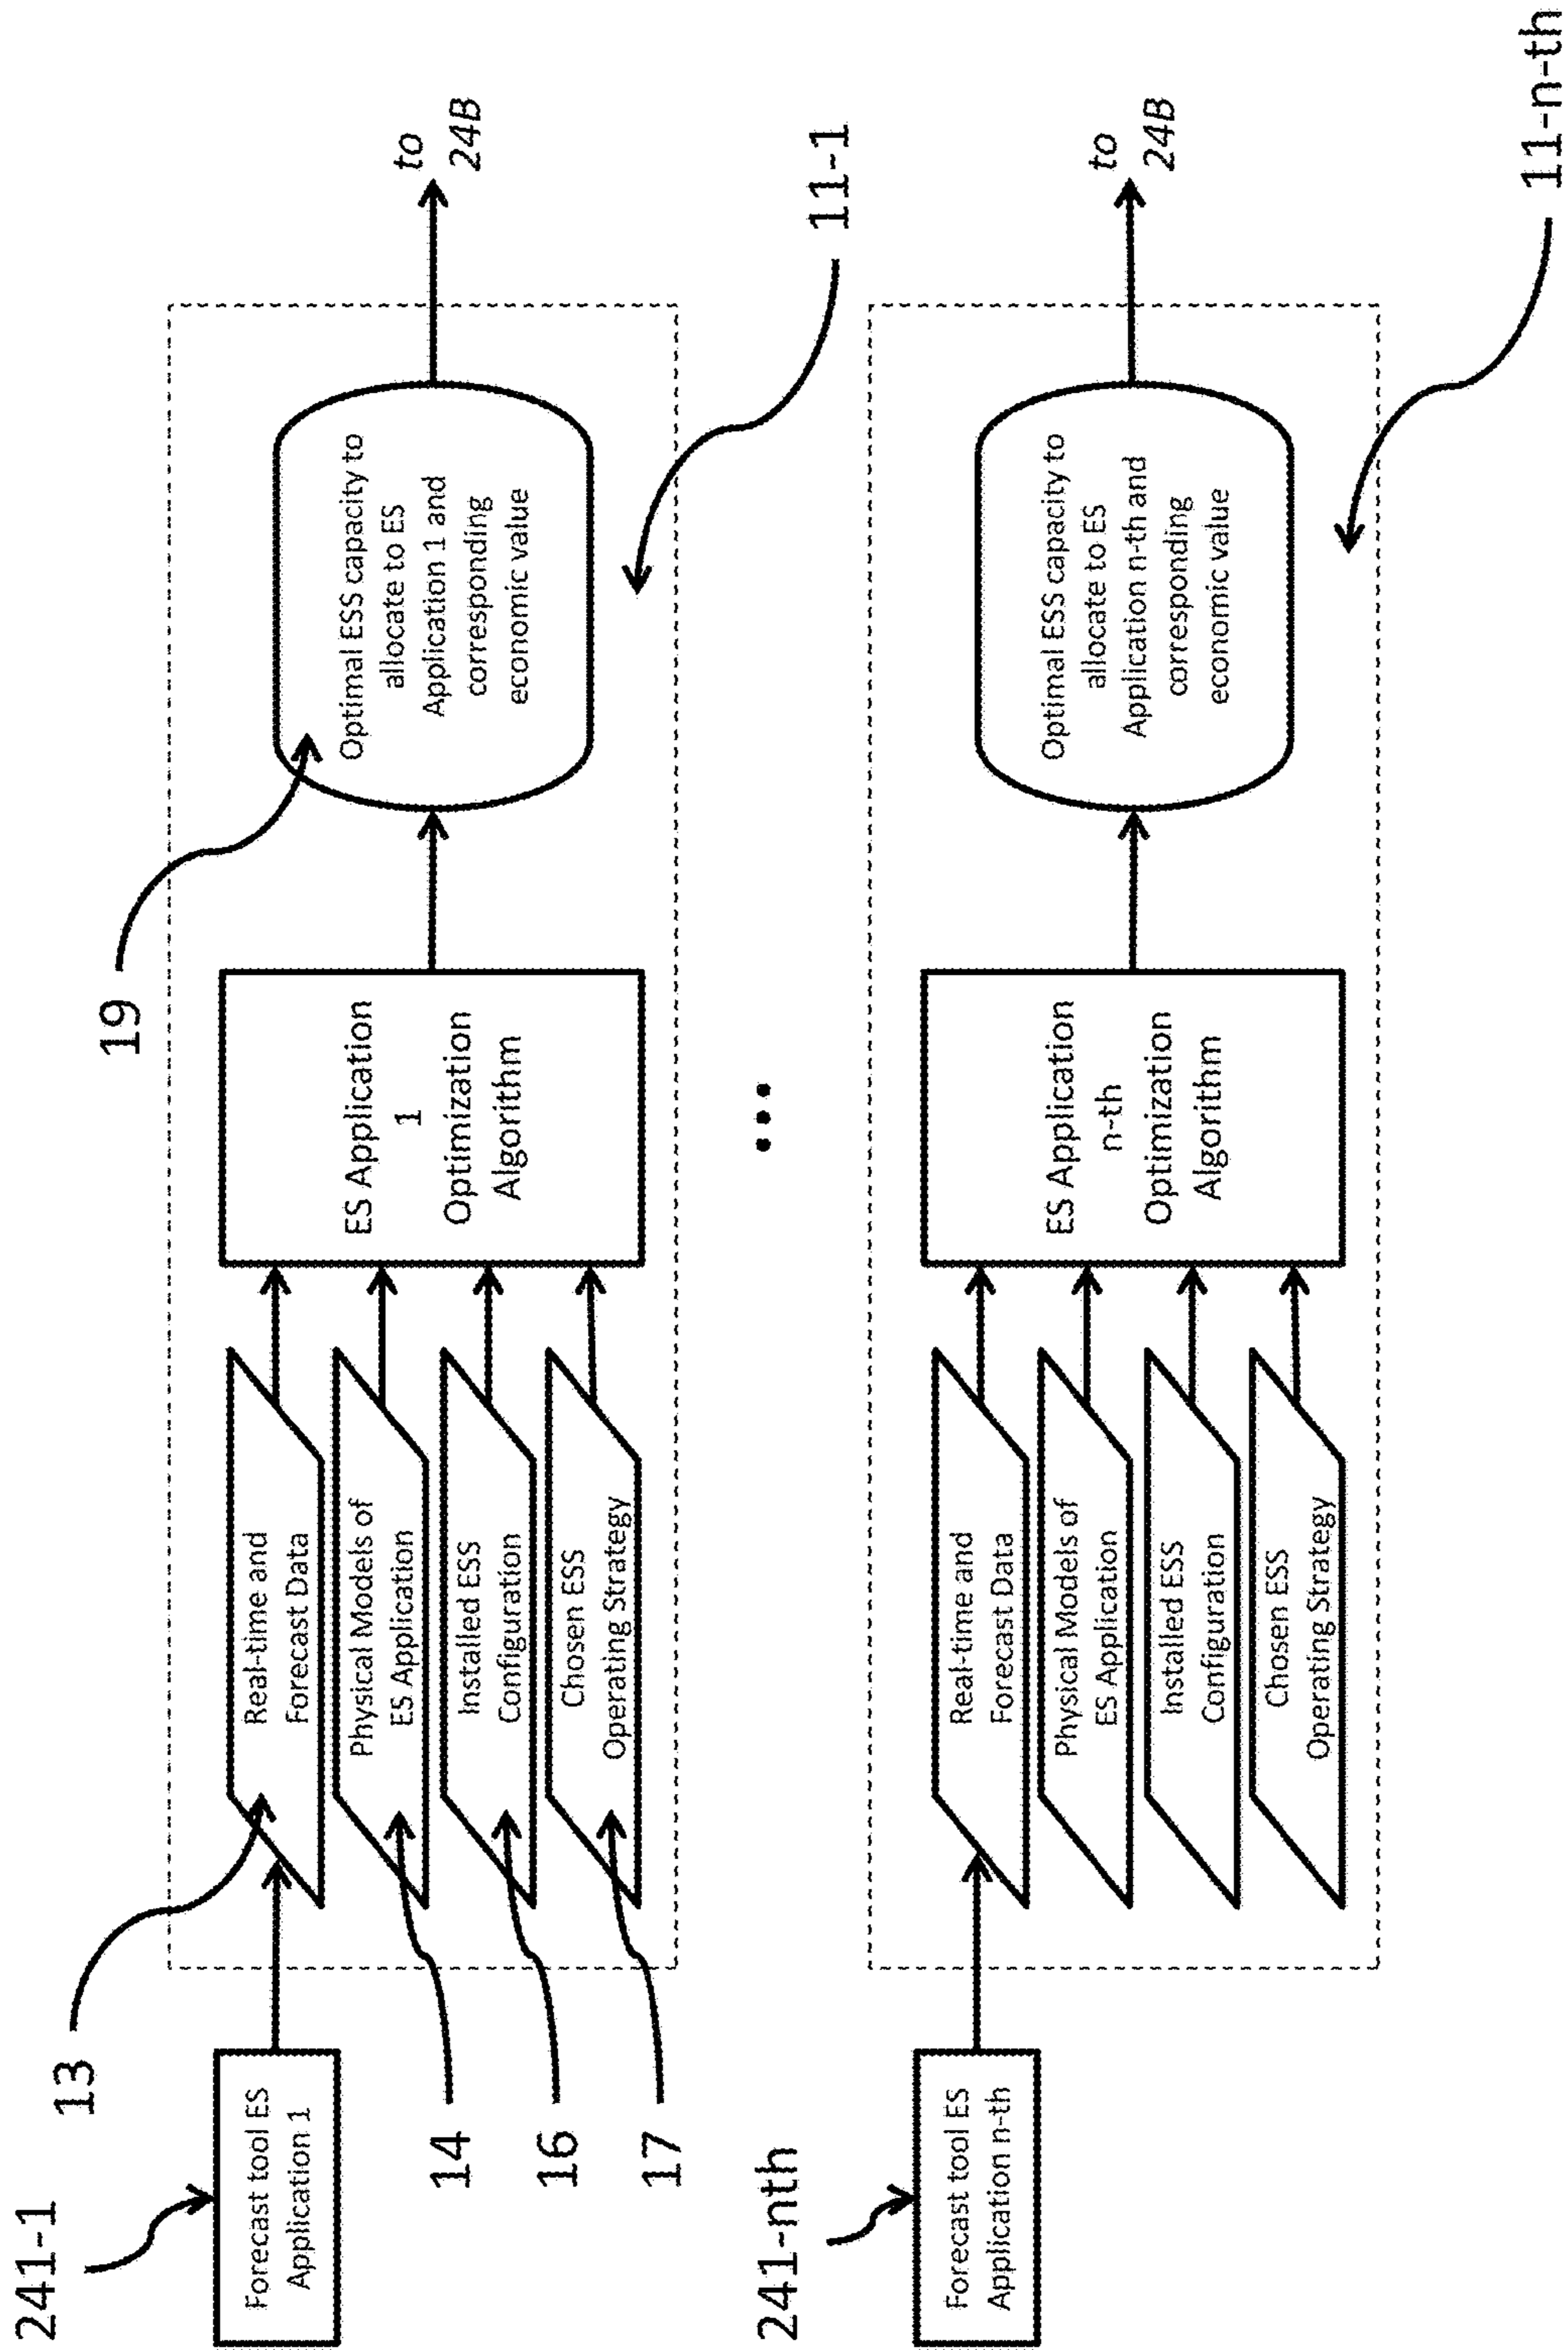 241-1
13
19
Forecast tool ES
Application 1
Real-time and
Forecast Data
Physical Models of
ES Application
Installed ESS
Configuration
Chosen ESS
Operating Strategy
14
16
17
ES Application
1
Optimization
Algorithm
Optimal ESS capacity to
allocate to ES
Application 1 and
corresponding
economic value
to
24B
11-1
...
241-nth
Forecast tool ES
Application n-th
Real-time and
Forecast Data
Physical Models of
ES Application
Installed ESS
Configuration
Chosen ESS
Operating Strategy
ES Application
n-th
Optimization
Algorithm
Optimal ESS capacity to
allocate to ES
Application n-th and
corresponding
economic value
to
24B
11-n-th